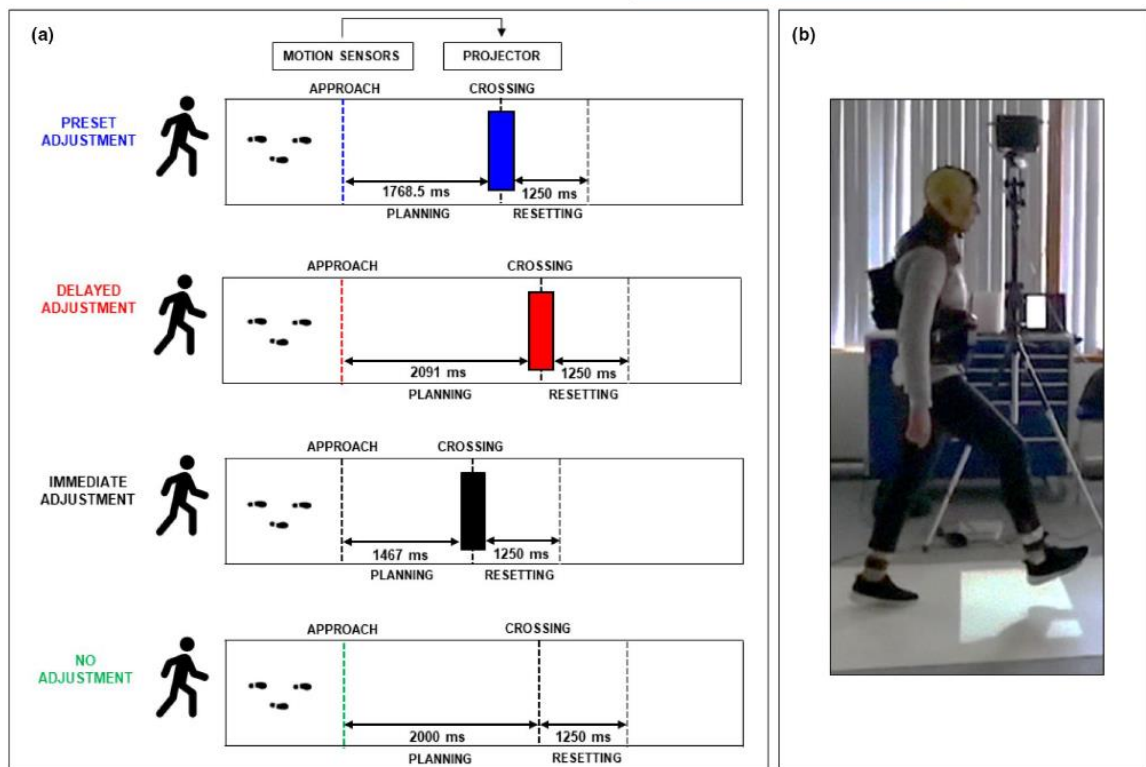 (a)
MOTION SENSORS
PROJECTOR
APPROACH
CROSSING
PRESET
ADJUSTMENT
1768.5 ms
1250 ms
PLANNING
RESETTING
APPROACH
CROSSING
DELAYED
ADJUSTMENT
2091 ms
1250 ms
PLANNING
RESETTING
APPROACH
CROSSING
IMMEDIATE
ADJUSTMENT
1467 ms
1250 ms
PLANNING
RESETTING
APPROACH
CROSSING
NO
ADJUSTMENT
2000 ms
1250 ms
PLANNING
RESETTING
(b)